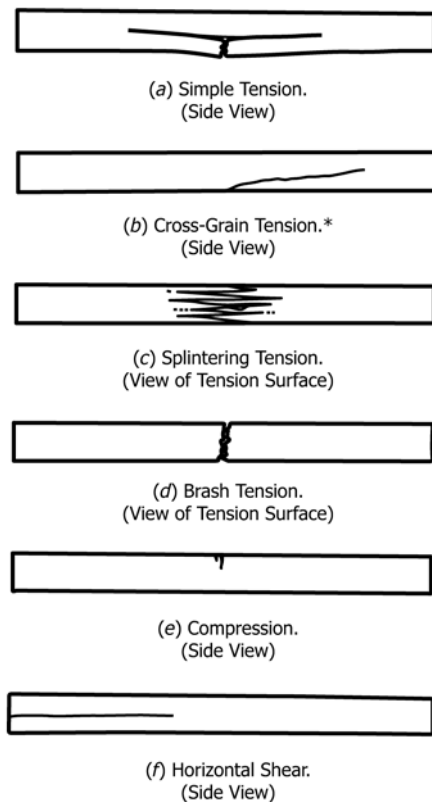 (a) Simple Tension.
(Side View)
(b) Cross-Grain Tension.*
(Side View)
(c) Splintering Tension.
(View of Tension Surface)
(d) Brash Tension.
(View of Tension Surface)
(e) Compression.
(Side View)
(f) Horizontal Shear.
(Side View)